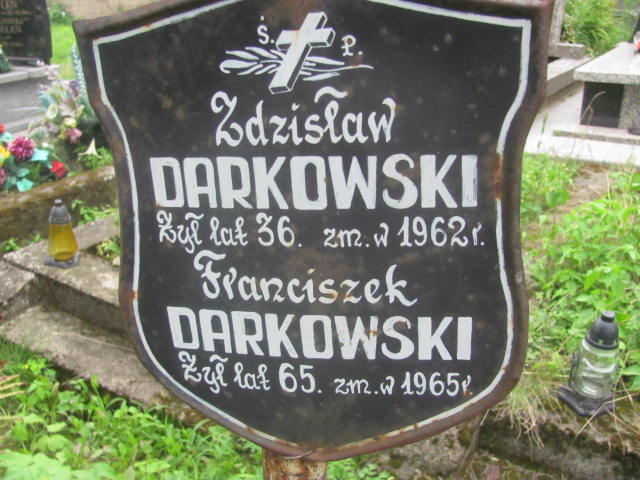 Ś. P.
Zdzisław
DARKOWSKI
Żył lat 36. zm. w 1962 r.
Franciszek
DARKOWSKI
Żył lat 65. zm. w 1965 r.